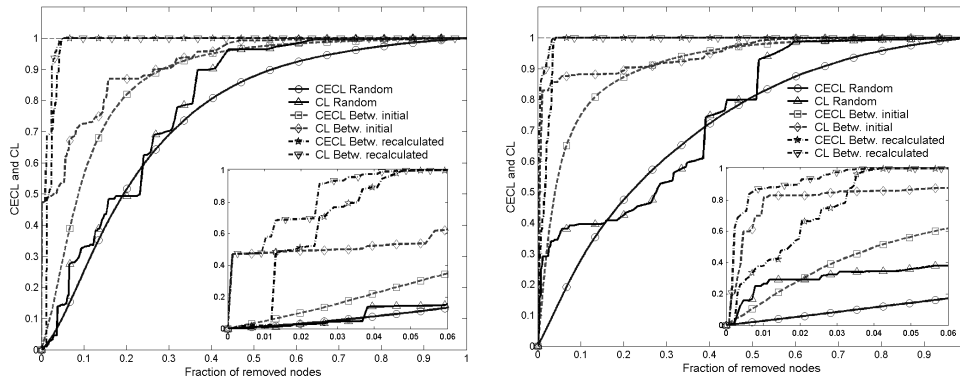 1
0.9
0.8
0.7
0.6
0.5
0.4
0.3
0.2
0.1
0
CECL and CL
0 0.1 0.2 0.3 0.4 0.5 0.6 0.7 0.8 0.9 1
Fraction of removed nodes
CECL Random
CL Random
CECL Betw. initial
CL Betw. initial
CECL Betw. recalculated
CL Betw. recalculated
1
0.8
0.6
0.4
0.2
0
0 0.01 0.02 0.03 0.04 0.05 0.06
1
0.9
0.8
0.7
0.6
0.5
0.4
0.3
0.2
0.1
0
CECL and CL
0 0.1 0.2 0.3 0.4 0.5 0.6 0.7 0.8 0.9
Fraction of removed nodes
CECL Random
CL Random
CECL Betw. initial
CL Betw. initial
CECL Betw. recalculated
CL Betw. recalculated
1
0.8
0.6
0.4
0.2
0
0 0.01 0.02 0.03 0.04 0.05 0.06